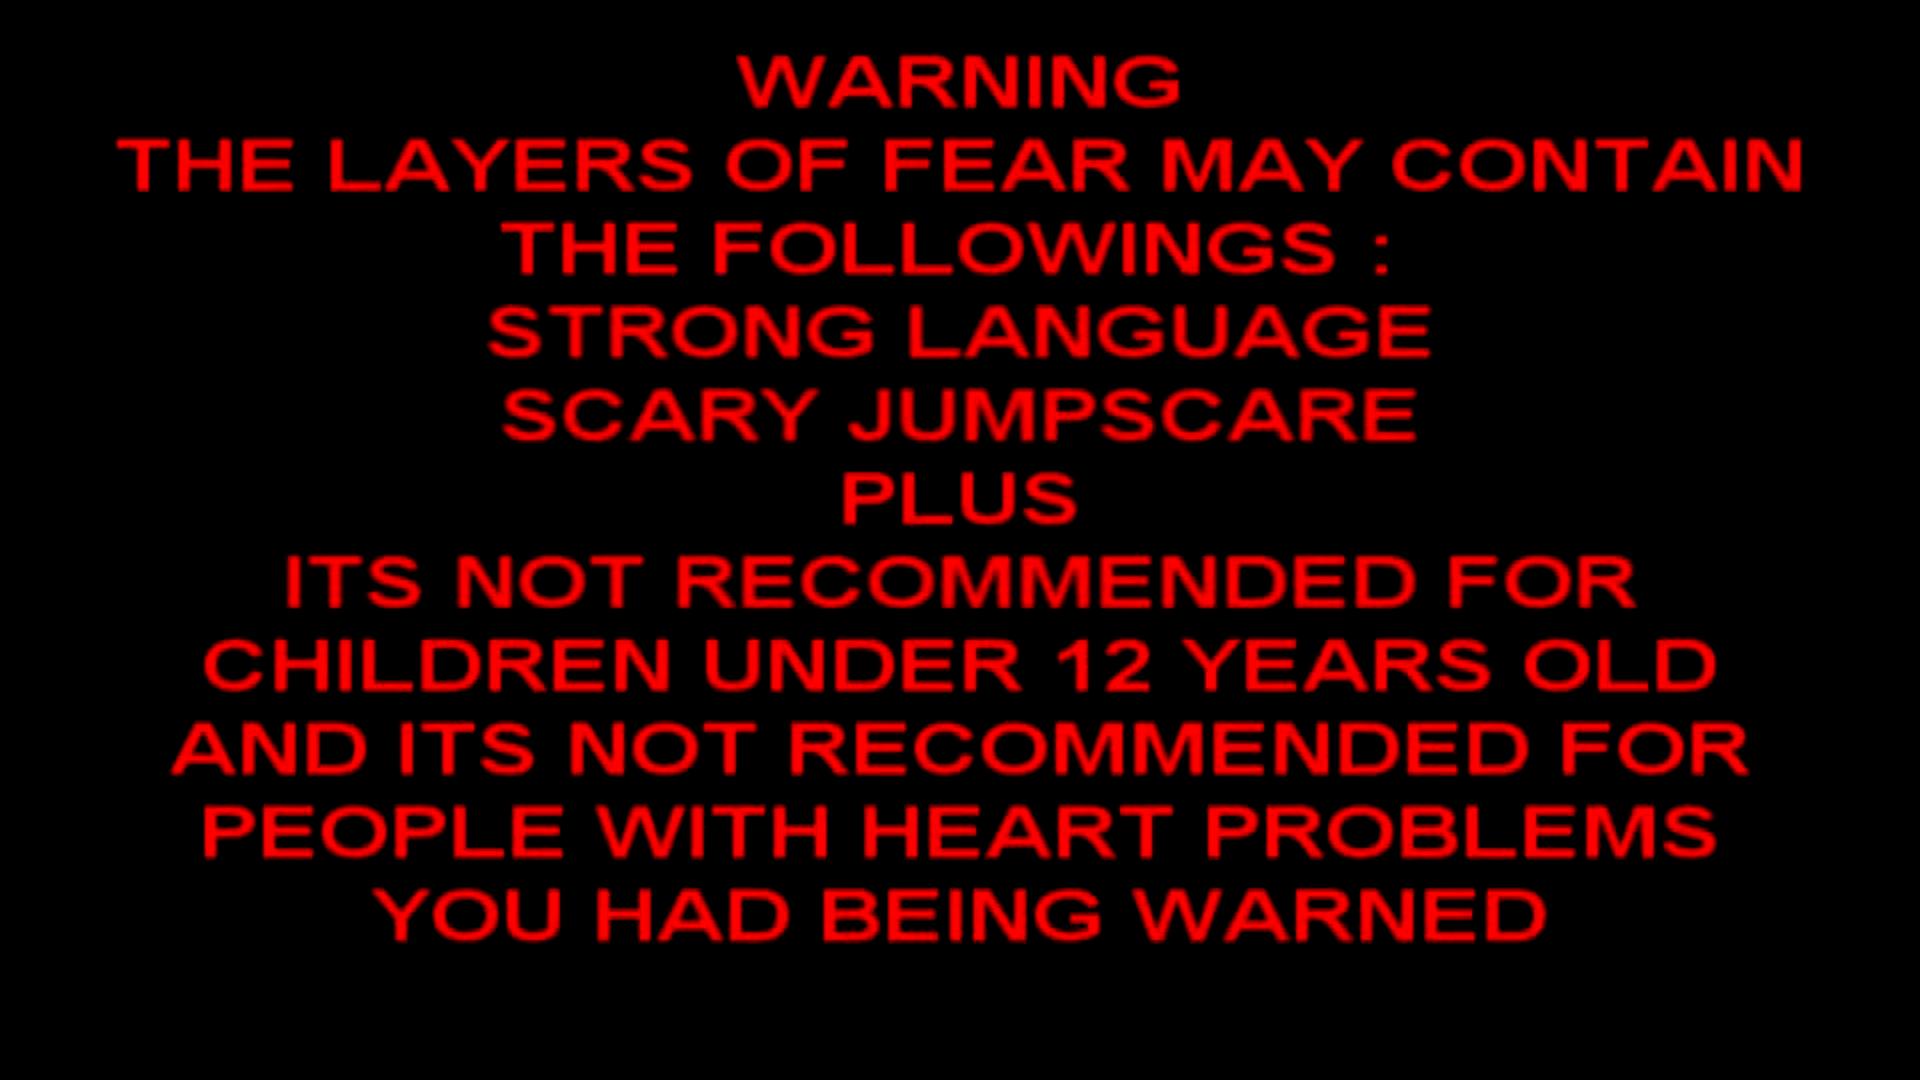 WARNING
THE LAYERS OF FEAR MAY CONTAIN
THE FOLLOWINGS :
STRONG LANGUAGE
SCARY JUMPSCARE
PLUS
ITS NOT RECOMMENDED FOR
CHILDREN UNDER 12 YEARS OLD
AND ITS NOT RECOMMENDED FOR
PEOPLE WITH HEART PROBLEMS
YOU HAD BEING WARNED